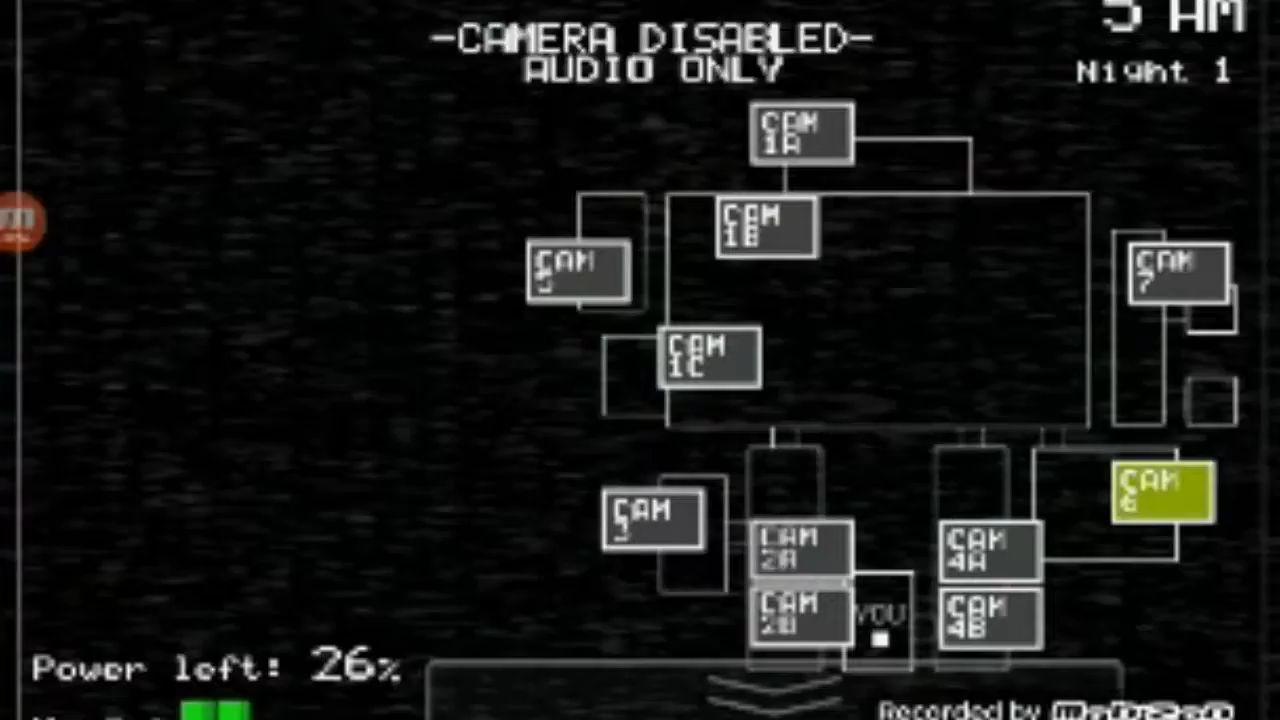 5 AM
-CAMERA DISABLED-
AUDIO ONLY
Night 1
CAM
1A
CAM
1B
CAM
5
CAM
7
CAM
1C
CAM
6
CAM
3
CAM
2A
CAM
4A
CAM
2B
YOU
CAM
4B
Power left: 26%
Recorded by